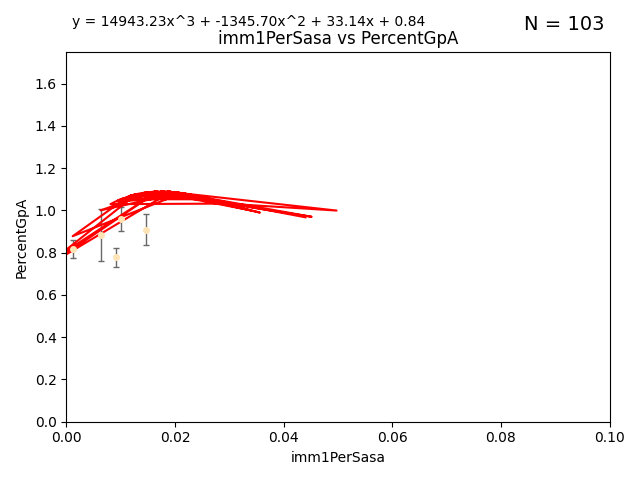 y = 14943.23x^3 + -1345.70x^2 + 33.14x + 0.84
N = 103
imm1PerSasa vs PercentGpA
PercentGpA
1.6
1.4
1.2
1.0
0.8
0.6
0.4
0.2
0.0
0.00 0.02 0.04 0.06 0.08 0.10
imm1PerSasa